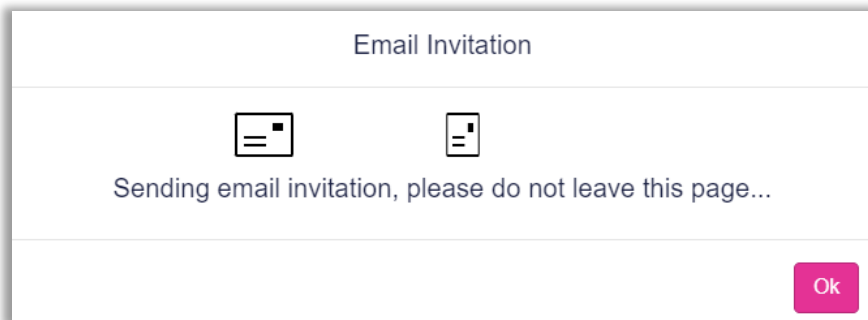 Email Invitation
Sending email invitation, please do not leave this page...
Ok